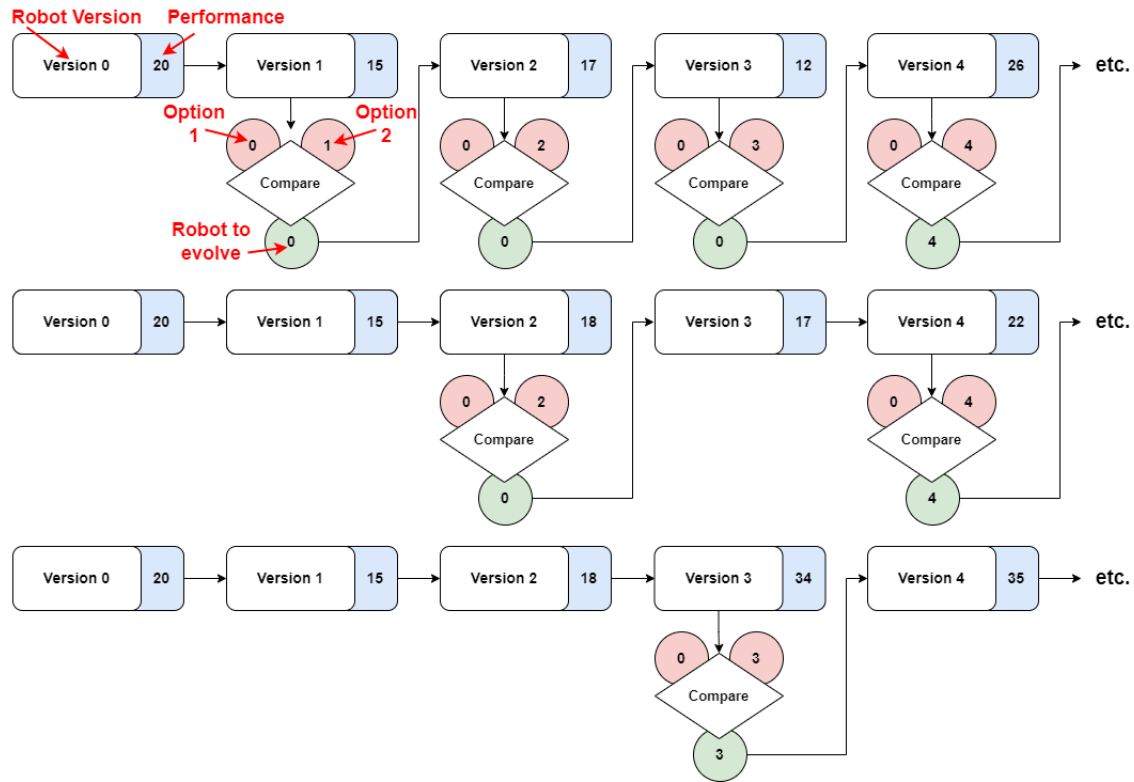 Robot Version
Performance
Version 0 20
Version 1 15
Version 2 17
Version 3 12
Version 4 26
etc.
Option
1
Option
2
0 1
0 2
0 3
0 4
Compare
Compare
Compare
Compare
Robot to
evolve
0
0
0
4
Version 0 20
Version 1 15
Version 2 18
Version 3 17
Version 4 22
etc.
0 2
0 4
Compare
Compare
0
4
Version 0 20
Version 1 15
Version 2 18
Version 3 34
Version 4 35
etc.
0 3
Compare
3